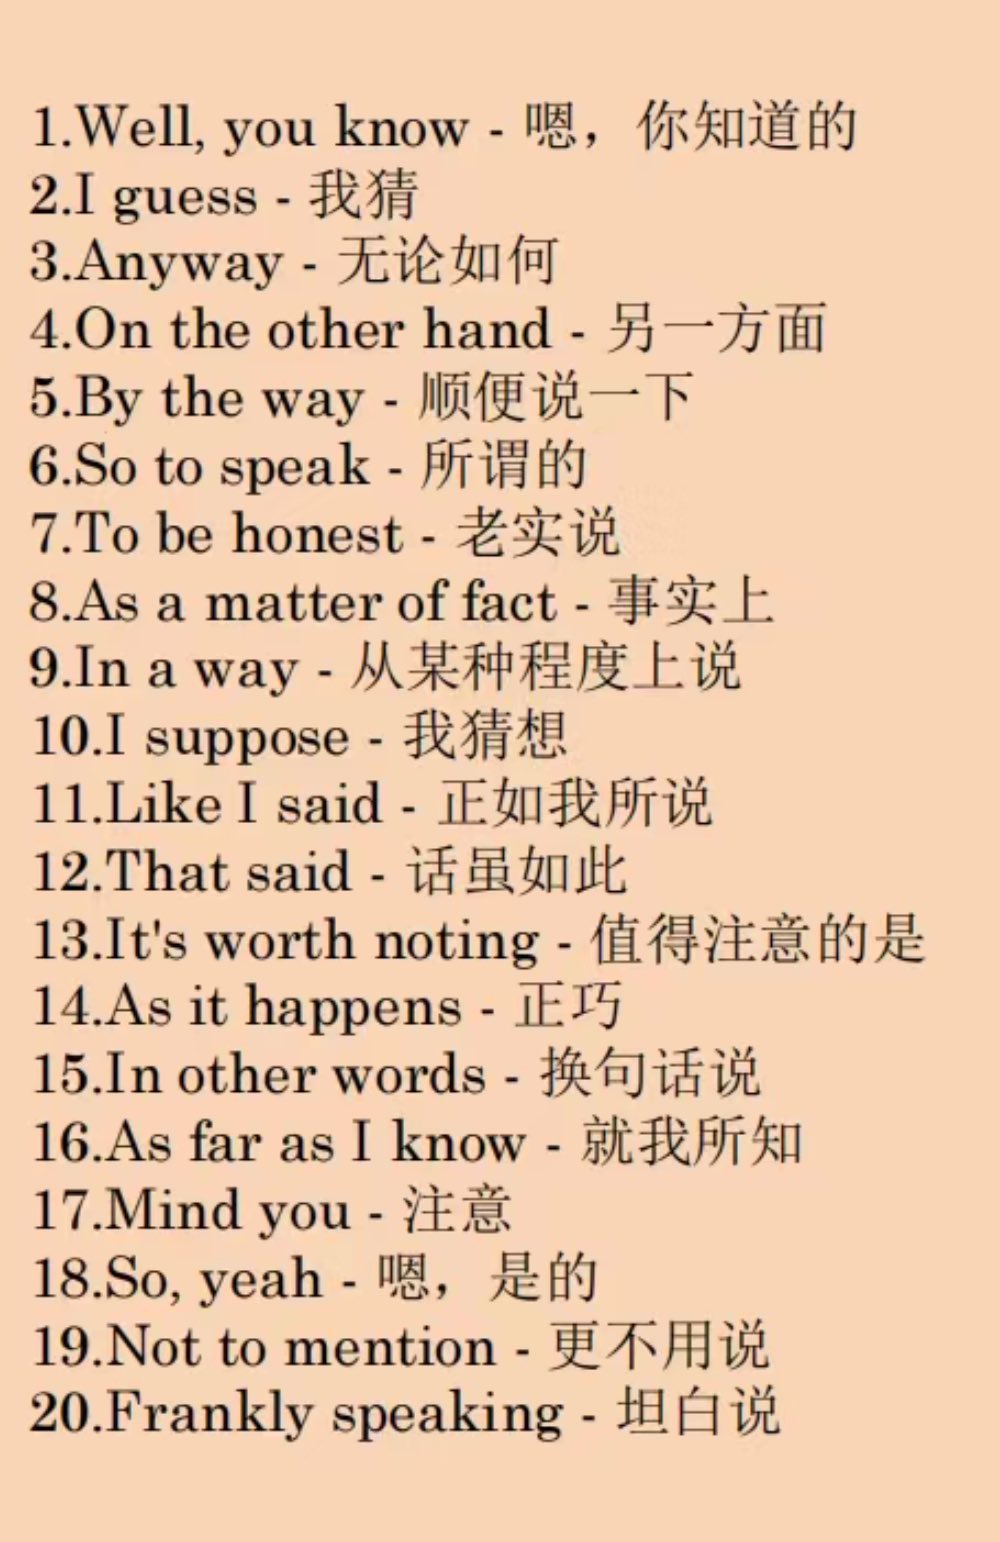 1.Well, you know - 嗯，你知道的
2.I guess - 我猜
3.Anyway - 无论如何
4.On the other hand - 另一方面
5.By the way - 顺便说一下
6.So to speak - 所谓的
7.To be honest - 老实说
8.As a matter of fact - 事实上
9.In a way - 从某种程度上说
10.I suppose - 我猜想
11.Like I said - 正如我所说
12.That said - 话虽如此
13.It's worth noting - 值得注意的是
14.As it happens - 正巧
15.In other words - 换句话说
16.As far as I know - 就我所知
17.Mind you - 注意
18.So, yeah - 嗯，是的
19.Not to mention - 更不用说
20.Frankly speaking - 坦白说